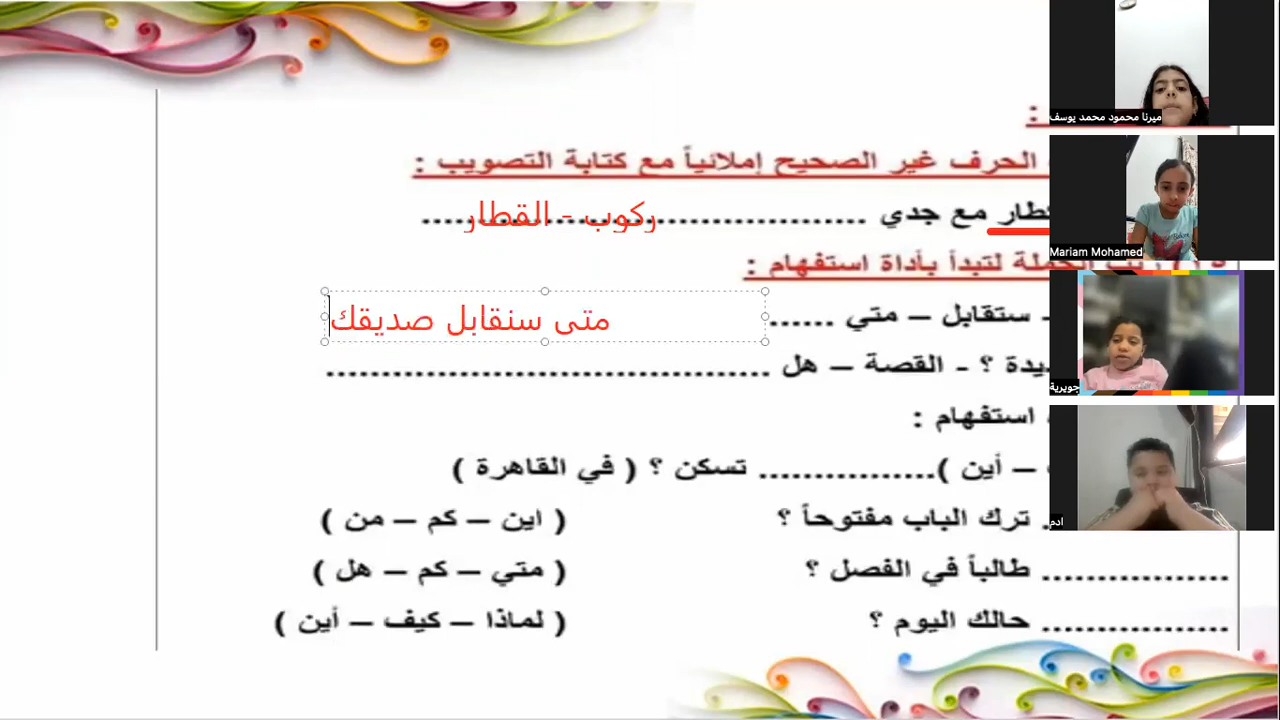 :
الحرف غير الصحيح إملائياً مع كتابة التصويب :
مع جدي ........................................
ركوب - القطار
الجملة لتبدأ بأداة استفهام :
- ستقابل – متي ......
متى سنقابل صديقك
؟ - القصة – هل ........................................
استفهام :
– أين )................ تسكن ؟ ( في القاهرة )
. ترك الباب مفتوحاً ؟ ( اين – كم – من )
................. طالباً في الفصل ؟ ( متي – كم – هل )
................. حالك اليوم ؟ ( لماذا – كيف – أين )
ميرنا محمود محمد يوسف
Mariam Mohamed
جويرية
ادم